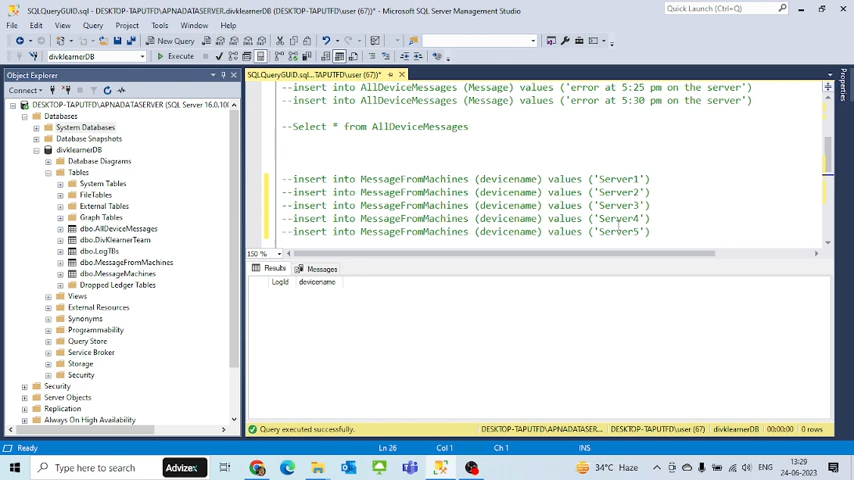 SQLQueryGUID.sql - DESKTOP-TAPUTFD\APNADATASERVER.divklearnerDB (DESKTOP-TAPUTFD\user (67))* - Microsoft SQL Server Management Studio
Quick Launch (Ctrl+Q)
File Edit View Query Project Tools Window Help
New Query
divklearnerDB Execute
Object Explorer
SQLQueryGUID.sql...TAPUTFD\user (67))*
Properties
Connect
DESKTOP-TAPUTFD\APNADATASERVER (SQL Server 16.0.100
Databases
System Databases
Database Snapshots
divklearnerDB
Database Diagrams
Tables
System Tables
FileTables
External Tables
Graph Tables
dbo.AllDeviceMessages
dbo.DivKLearnerTeam
dbo.LogTBs
dbo.MessageFromMachines
dbo.MessageMachines
Dropped Ledger Tables
Views
External Resources
Synonyms
Programmability
Query Store
Service Broker
Storage
Security
Security
Server Objects
Replication
Always On High Availability
--insert into AllDeviceMessages (Message) values ('error at 5:25 pm on the server')
--insert into AllDeviceMessages (Message) values ('error at 5:30 pm on the server')
--Select * from AllDeviceMessages
--insert into MessageFromMachines (devicename) values ('Server1')
--insert into MessageFromMachines (devicename) values ('Server2')
--insert into MessageFromMachines (devicename) values ('Server3')
--insert into MessageFromMachines (devicename) values ('Server4')
--insert into MessageFromMachines (devicename) values ('Server5')
150 %
Results Messages
LogId devicename
Query executed successfully. DESKTOP-TAPUTFD\APNADATASER... DESKTOP-TAPUTFD\user (67) divklearnerDB 00:00:00 0 rows
Ready Ln 26 Col 1 Ch 1 INS
Type here to search Advizex 34°C Haze ENG 13:29
24-06-2023